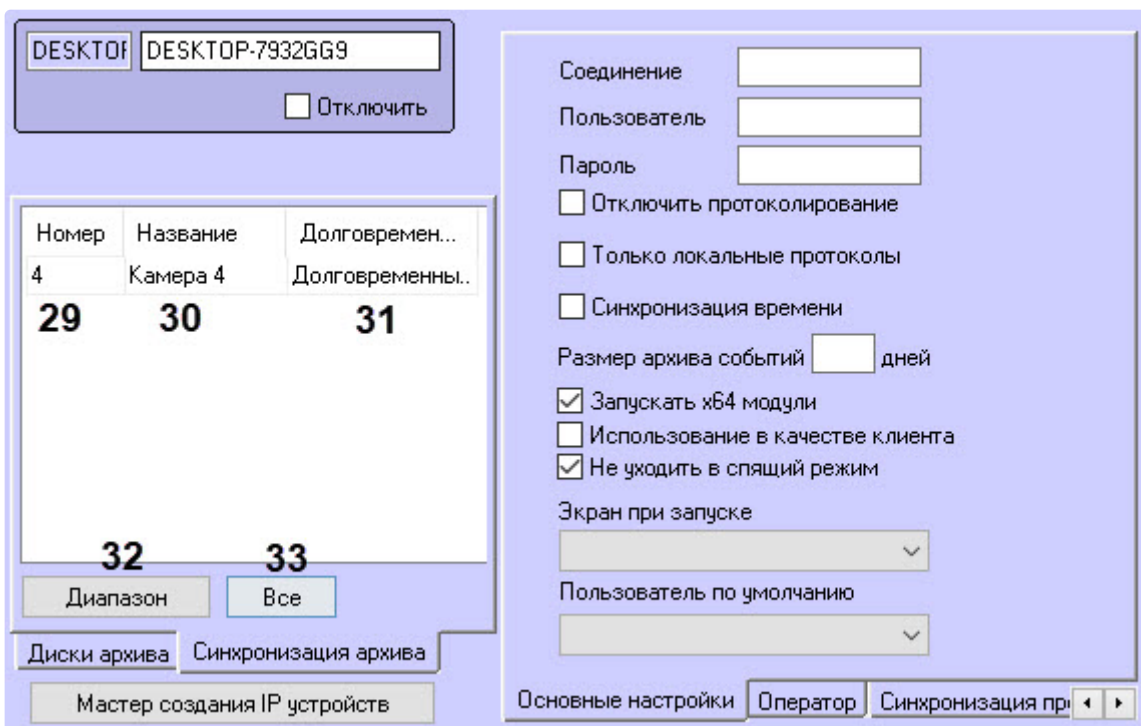 DESKTOP
DESKTOP-7932GG9
Отключить
Номер Название Долговремен...
4 Камера 4 Долговременны..
29 30 31
32 33
Диапазон Все
Диски архива Синхронизация архива
Мастер создания IP устройств
Соединение
Пользователь
Пароль
Отключить протоколирование
Только локальные протоколы
Синхронизация времени
Размер архива событий дней
Запускать x64 модули
Использование в качестве клиента
Не уходить в спящий режим
Экран при запуске
Пользователь по умолчанию
Основные настройки Оператор Синхронизация про